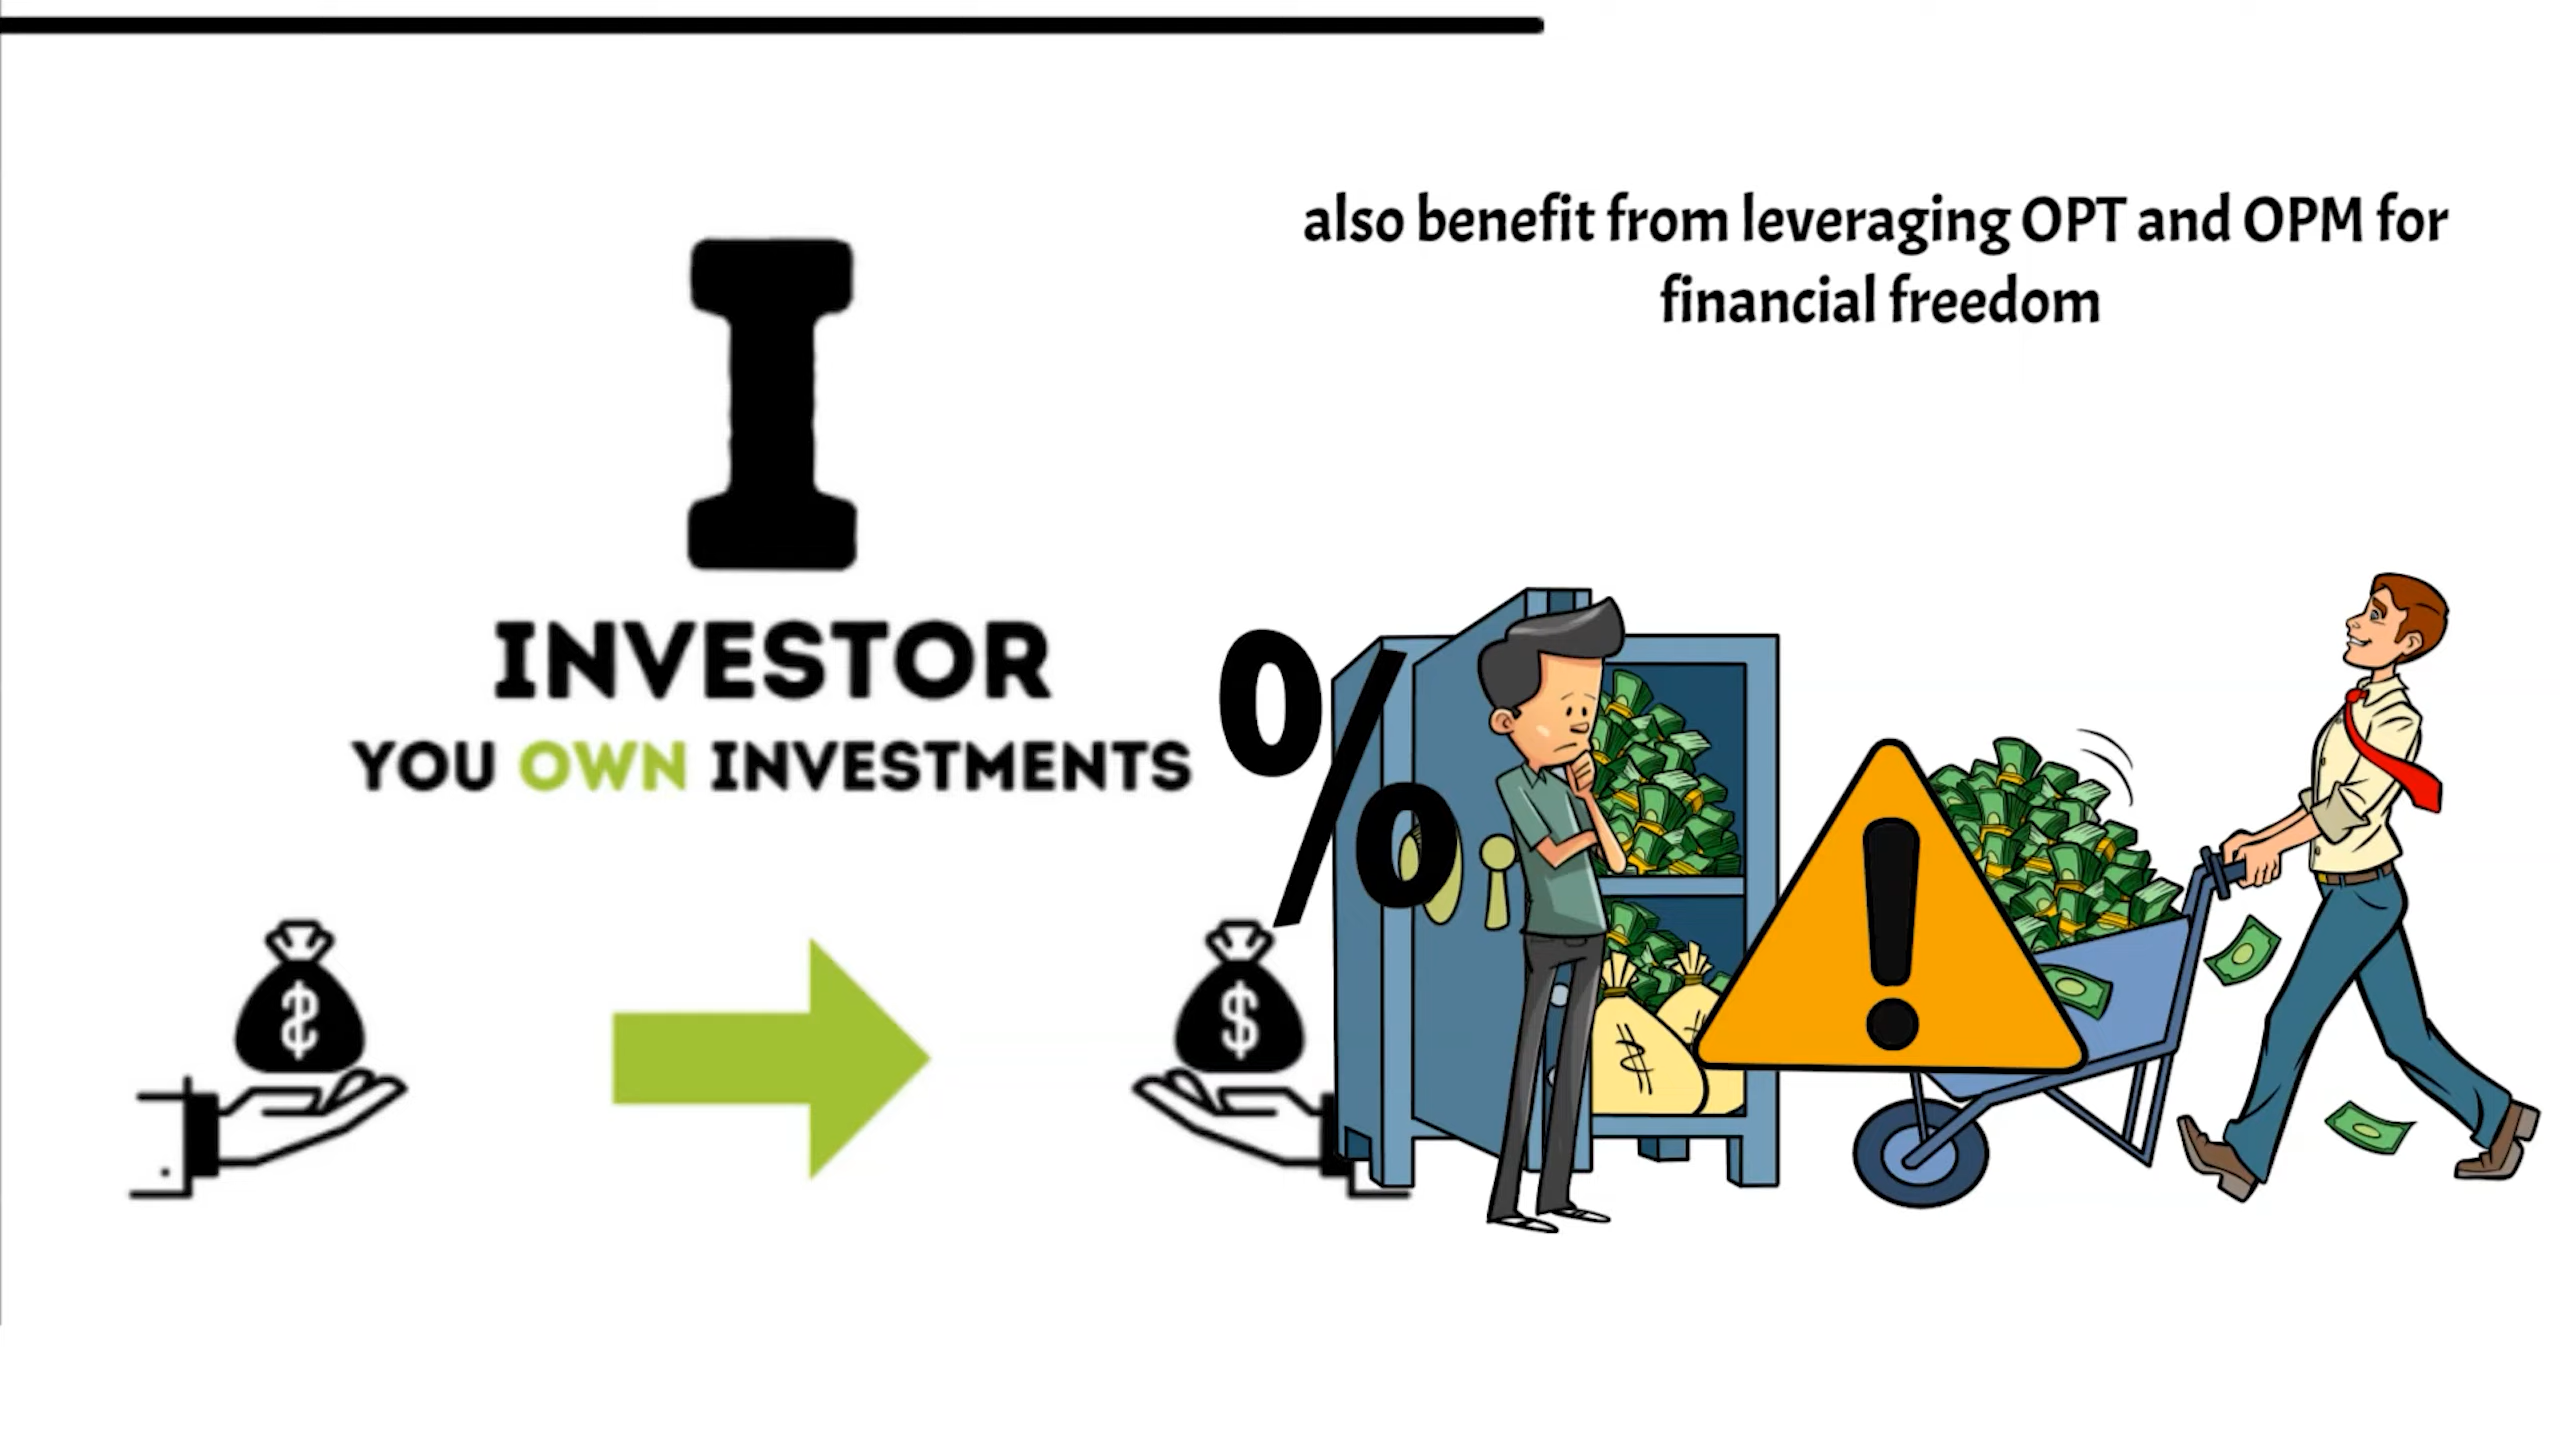 also benefit from leveraging OPT and OPM for
financial freedom
I
INVESTOR
YOU OWN INVESTMENTS
%
$
$
$
!